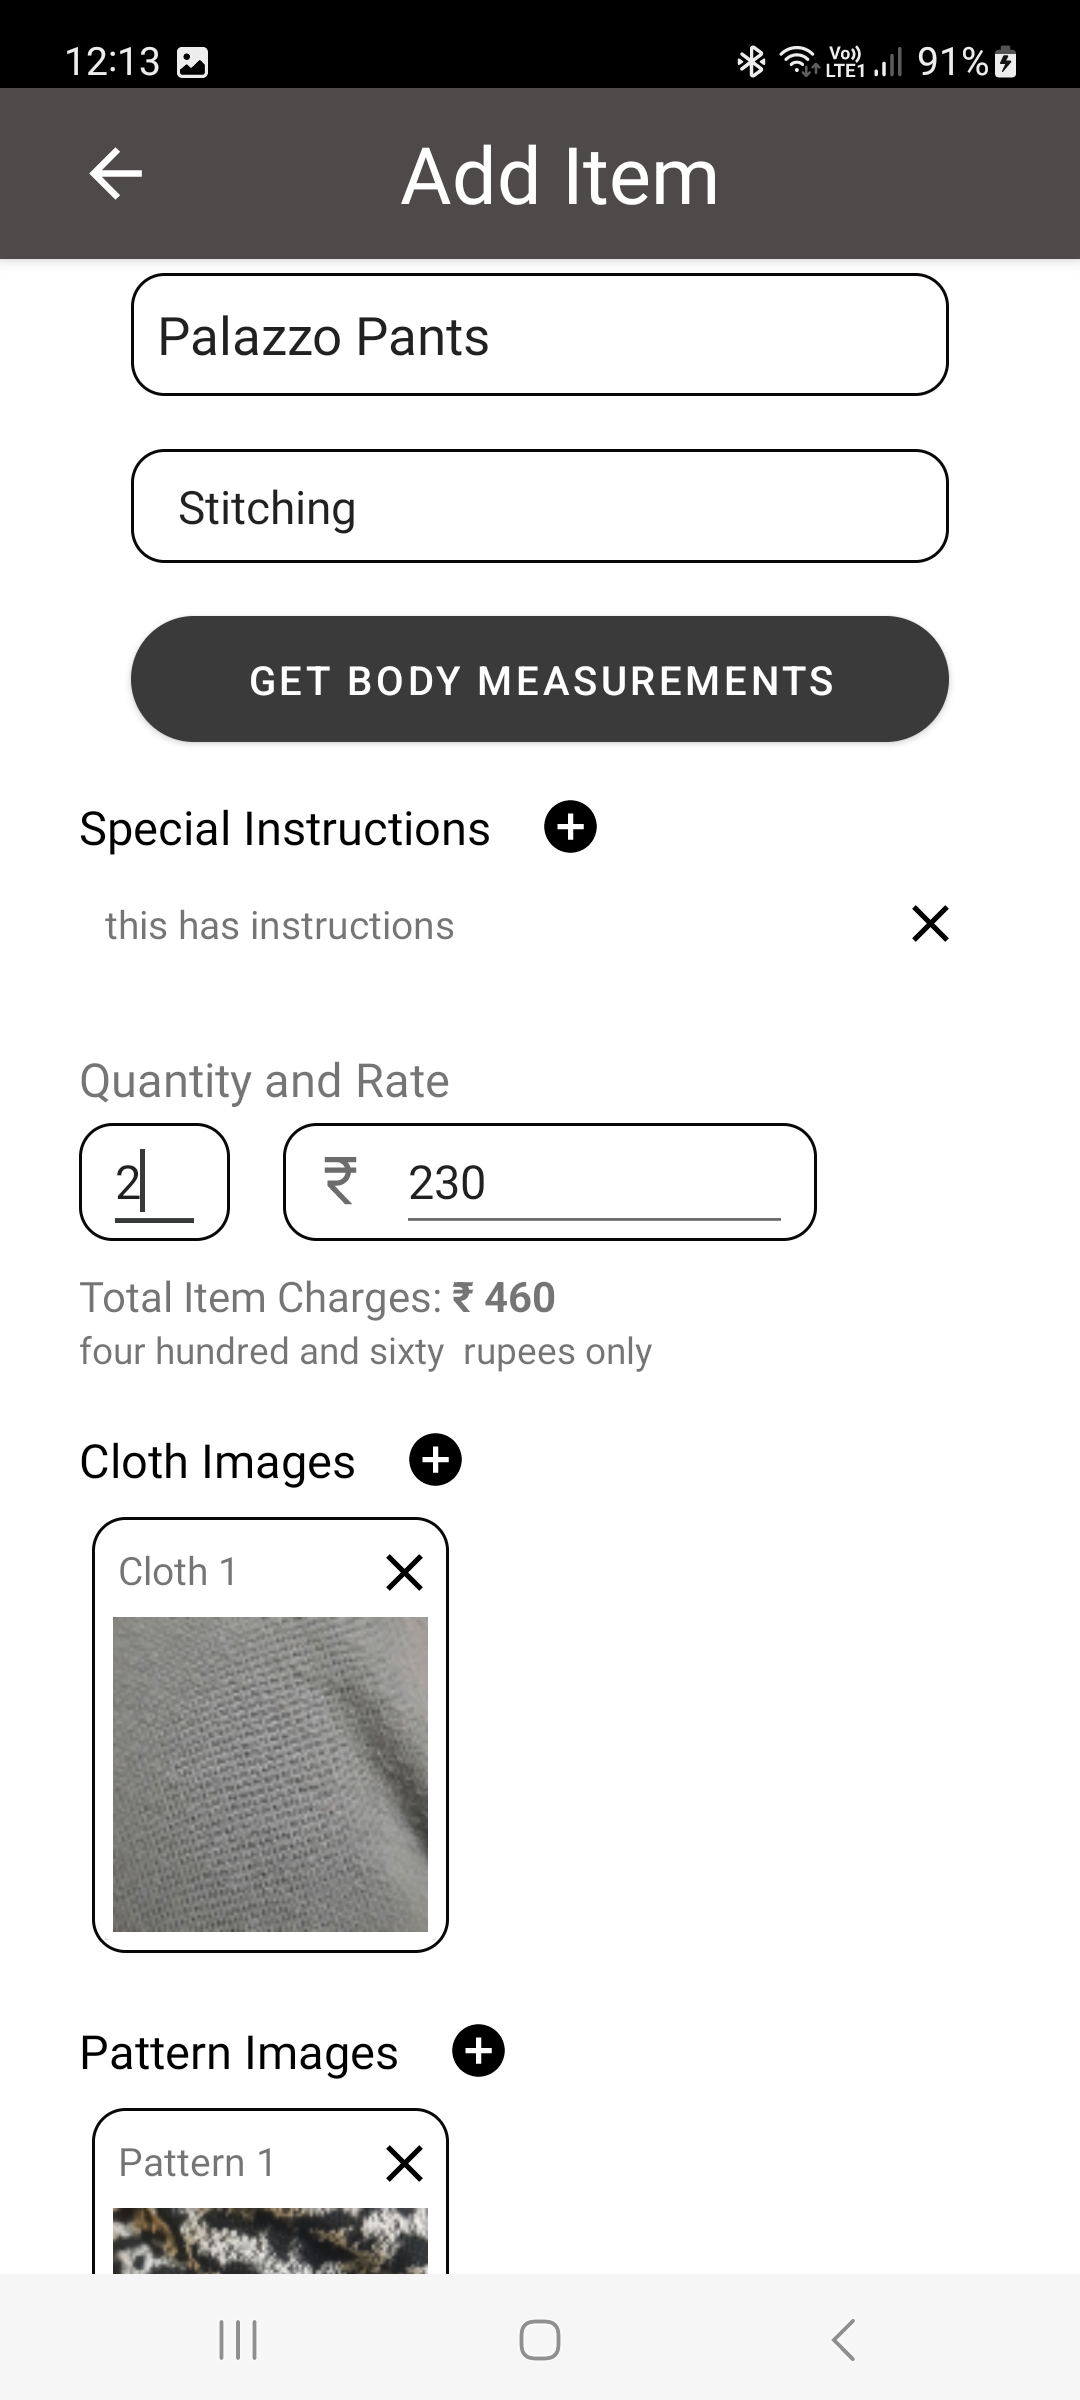 12:13 Vo)) LTE1 91%
Add Item
Palazzo Pants
Stitching
GET BODY MEASUREMENTS
Special Instructions
this has instructions
Quantity and Rate
2 ₹ 230
Total Item Charges: ₹ 460
four hundred and sixty  rupees only
Cloth Images
Cloth 1
Pattern Images
Pattern 1